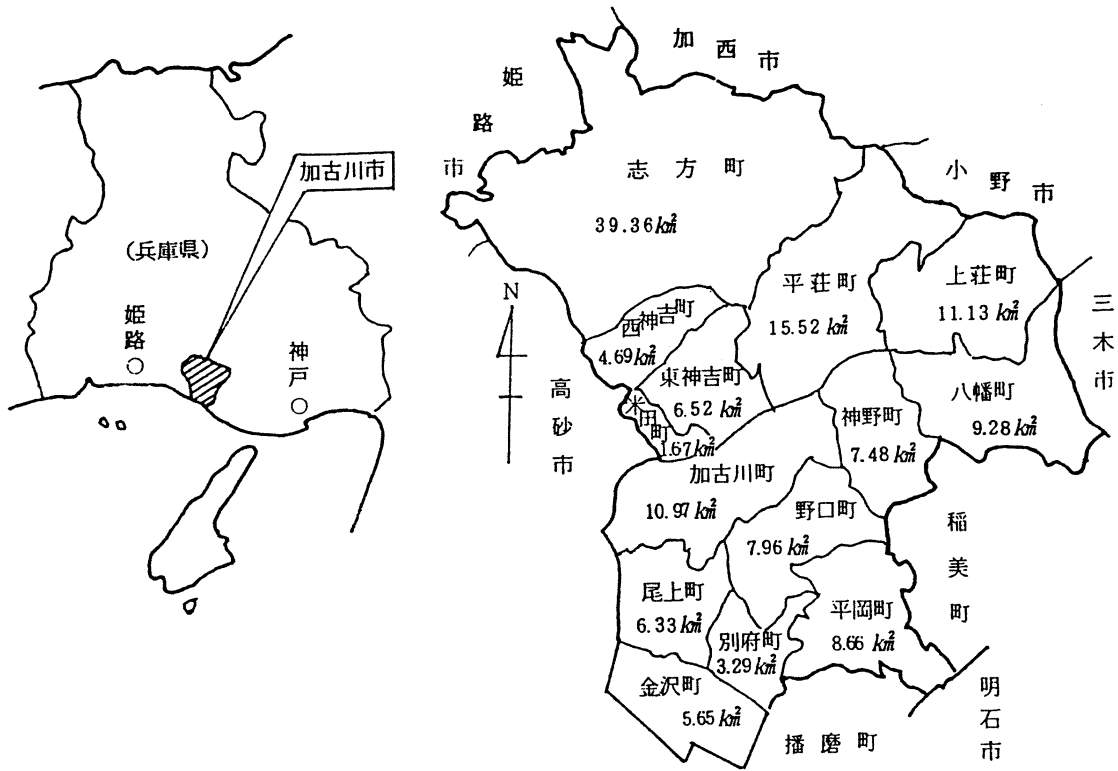 加古川市
(兵庫県)
姫路
神戸
加西市
姫路市
小野市
志方町
39.36㎢
平荘町
15.52㎢
上荘町
11.13㎢
三木市
N
西神吉町
4.69㎢
東神吉町
6.52㎢
八幡町
9.28㎢
高砂市
米田町
1.67㎢
神野町
7.48㎢
加古川町
10.97㎢
野口町
7.96㎢
稲美町
尾上町
6.33㎢
別府町
3.29㎢
平岡町
8.66㎢
金沢町
5.65㎢
明石市
播磨町